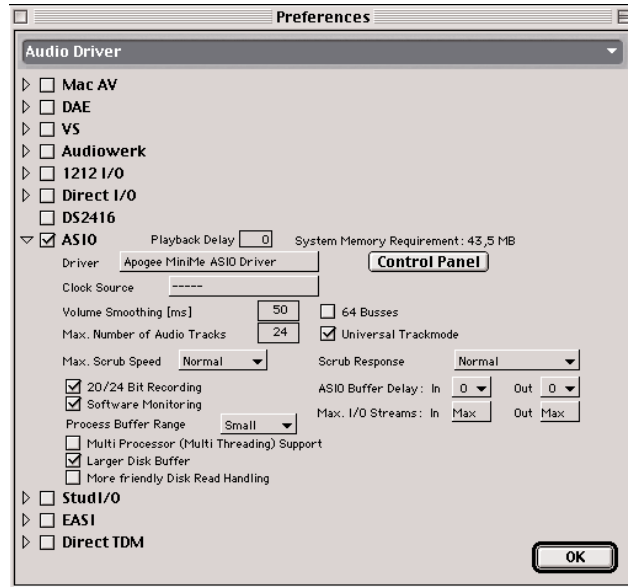 Preferences
Audio Driver
Mac AV
DAE
VS
Audiowerk
1212 I/O
Direct I/O
DS2416
ASIO Playback Delay 0 System Memory Requirement: 43,5 MB
Driver Apogee MiniMe ASIO Driver Control Panel
Clock Source -----
Volume Smoothing [ms] 50 64 Busses
Max. Number of Audio Tracks 24 Universal Trackmode
Max. Scrub Speed Normal Scrub Response Normal
20/24 Bit Recording ASIO Buffer Delay: In 0 Out 0
Software Monitoring
Max. I/O Streams: In Max Out Max
Process Buffer Range Small
Multi Processor (Multi Threading) Support
Larger Disk Buffer
More friendly Disk Read Handling
StudI/O
EASI
Direct TDM
OK